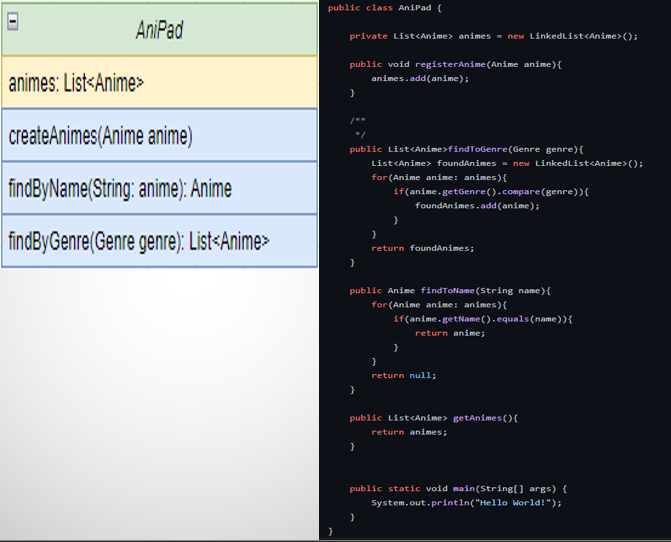 AniPad
animes: List<Anime>
createAnimes(Anime anime)
findByName(String: anime): Anime
findByGenre(Genre genre): List<Anime>
public class AniPad {
private List<Anime> animes = new LinkedList<Anime>();
public void registerAnime(Anime anime){
animes.add(anime);
}
/**
*/
public List<Anime>findToGenre(Genre genre){
List<Anime> foundAnimes = new LinkedList<Anime>();
for(Anime anime: animes){
if(anime.getGenre().compare(genre)){
foundAnimes.add(anime);
}
}
return foundAnimes;
}
public Anime findToName(String name){
for(Anime anime: animes){
if(anime.getName().equals(name)){
return anime;
}
}
return null;
}
public List<Anime> getAnimes(){
return animes;
}
public static void main(String[] args) {
System.out.println("Hello World!");
}
}